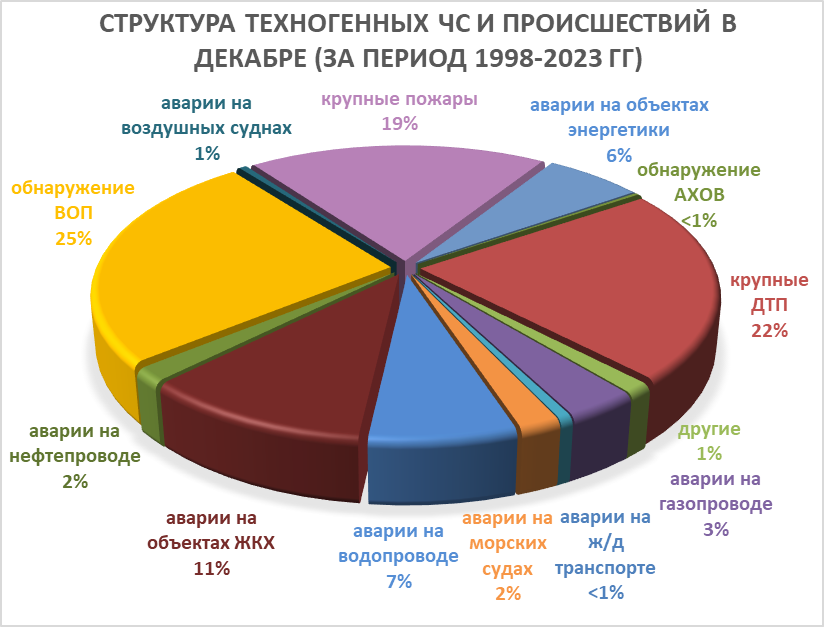 СТРУКТУРА ТЕХНОГЕННЫХ ЧС И ПРОИСШЕСТВИЙ В
ДЕКАБРЕ (ЗА ПЕРИОД 1998-2023 ГГ)
аварии на
воздушных суднах
1%
крупные пожары
19%
аварии на объектах
энергетики
6%
обнаружение
АХОВ
<1%
крупные
ДТП
22%
другие
1%
аварии на
газопроводе
3%
аварии на
ж/д
транспорте
<1%
аварии на
морских
судах
2%
аварии на
водопроводе
7%
аварии на
объектах ЖКХ
11%
аварии на
нефтепроводе
2%
обнаружение
ВОП
25%